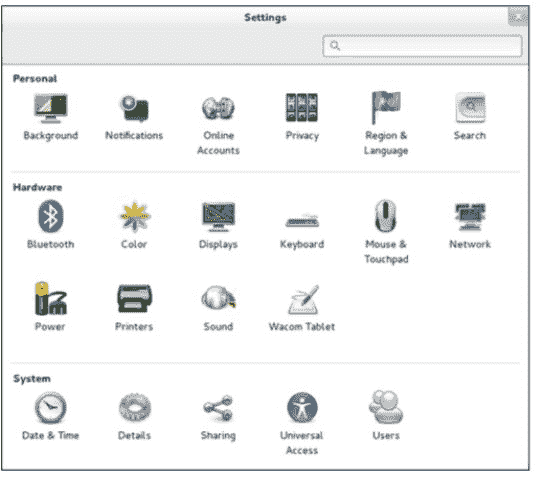 Settings
Personal
Background Notifications Online Accounts Privacy Region & Language Search
Hardware
Bluetooth Color Displays Keyboard Mouse & Touchpad Network
Power Printers Sound Wacom Tablet
System
Date & Time Details Sharing Universal Access Users